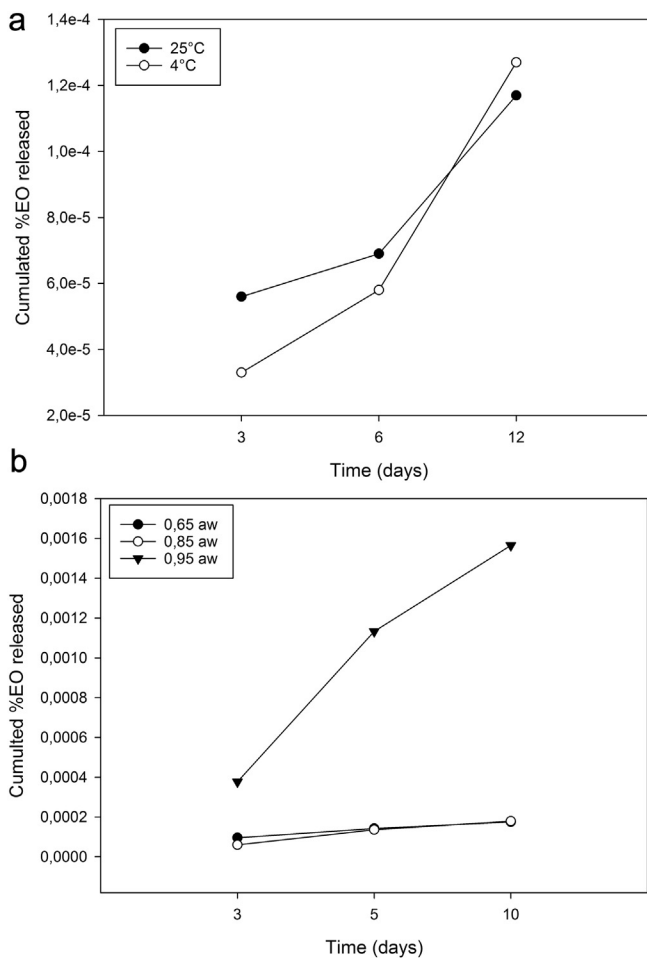 a
25°C
4°C
1,4e-4
1,2e-4
1,0e-4
8,0e-5
6,0e-5
4,0e-5
2,0e-5
Cumulated %EO released
3 6 12
Time (days)
b
0,65 aw
0,85 aw
0,95 aw
0,0018
0,0016
0,0014
0,0012
0,0010
0,0008
0,0006
0,0004
0,0002
0,0000
Cumulted %EO released
3 5 10
Time (days)